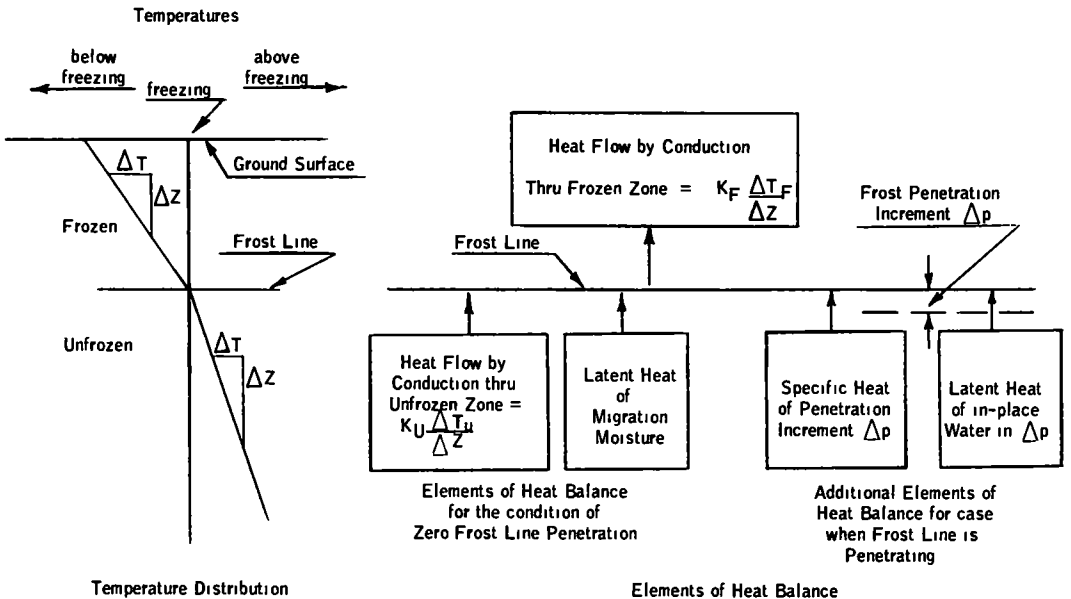 Temperatures
below
freezing
above
freezing
freezing
ΔT
ΔZ
Ground Surface
Frozen
Frost Line
Unfrozen
ΔT
ΔZ
Temperature Distribution
Heat Flow by Conduction
Thru Frozen Zone = K_F ΔT_F
ΔZ
Frost Penetration
Increment Δp
Frost Line
Heat Flow by
Conduction thru
Unfrozen Zone =
K_U ΔT_u
ΔZ
Latent Heat
of
Migration
Moisture
Specific Heat
of Penetration
Increment Δp
Latent Heat
of in-place
Water in Δp
Elements of Heat Balance
for the condition of
Zero Frost Line Penetration
Additional Elements of
Heat Balance for case
when Frost Line is
Penetrating
Elements of Heat Balance